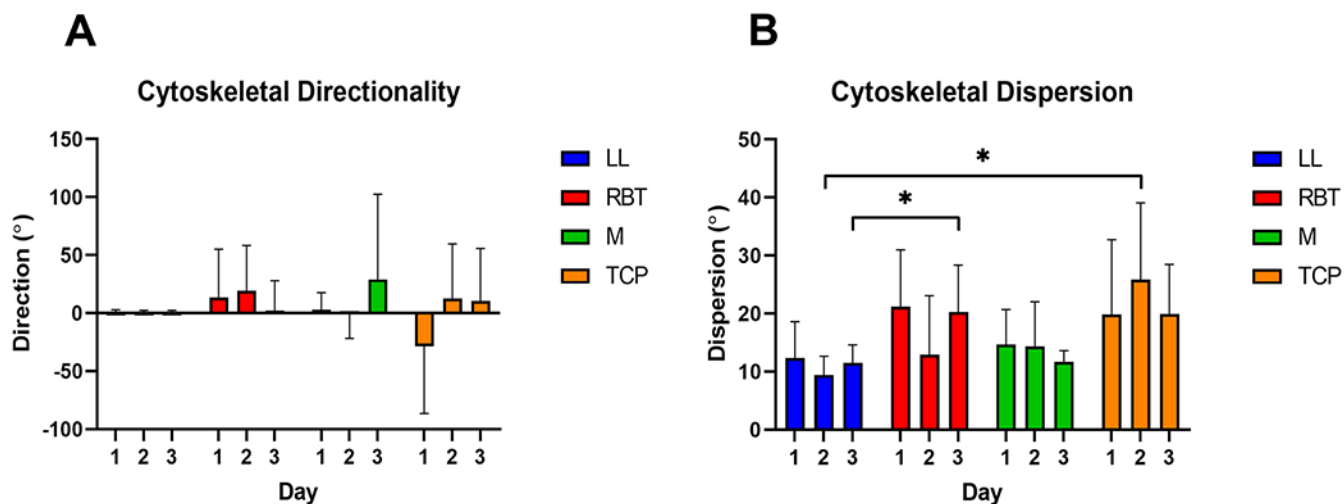 A
Cytoskeletal Directionality
Direction (°)
150
100
50
0
-50
-100
1 2 3 1 2 3 1 2 3 1 2 3
Day
LL
RBT
M
TCP
B
Cytoskeletal Dispersion
Dispersion (°)
50
40
30
20
10
0
*
*
1 2 3 1 2 3 1 2 3 1 2 3
Day
LL
RBT
M
TCP